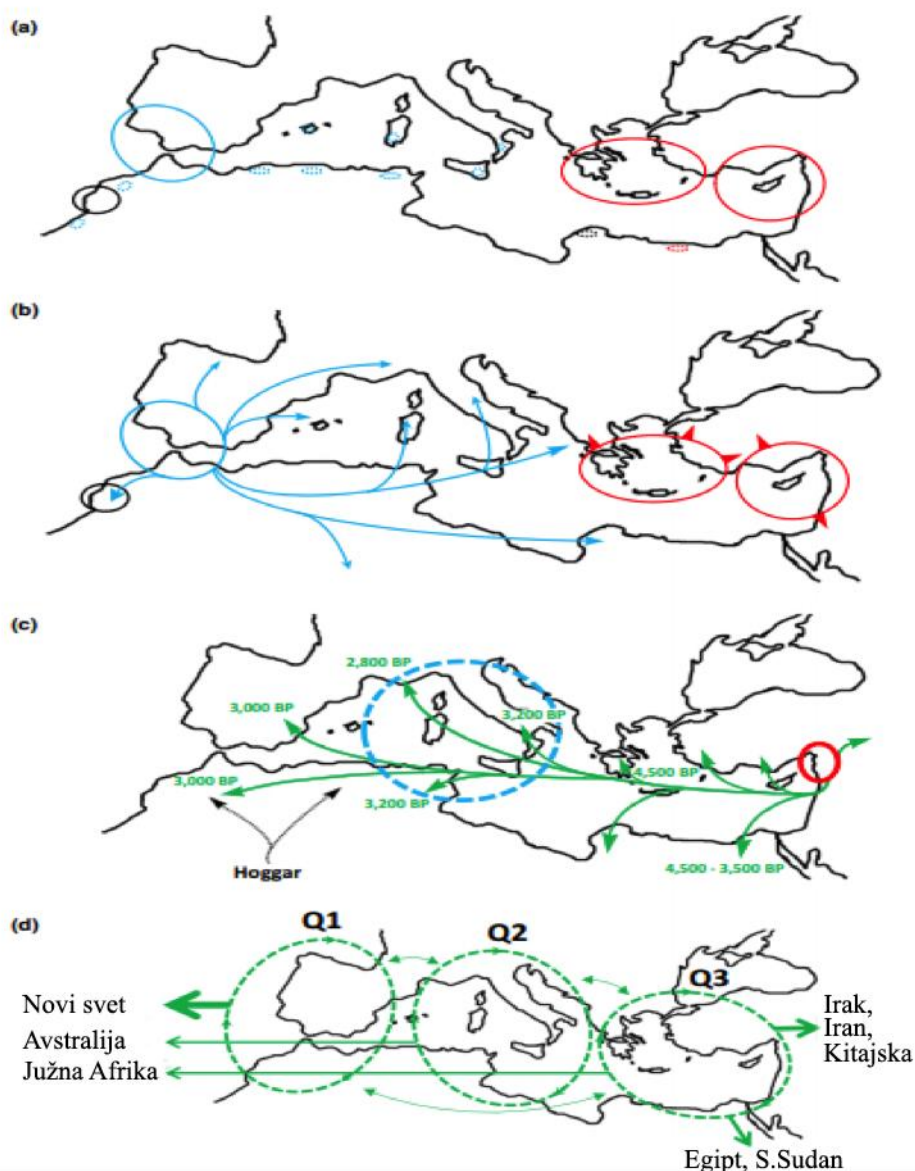 (a)
(b)
(c)
2,800 BP
3,000 BP
3,200 BP
4,500 BP
3,000 BP
3,200 BP
4,500 - 3,500 BP
Hoggar
(d)
Q1
Q2
Q3
Novi svet
Avstralija
Južna Afrika
Irak,
Iran,
Kitajska
Egipt, S.Sudan